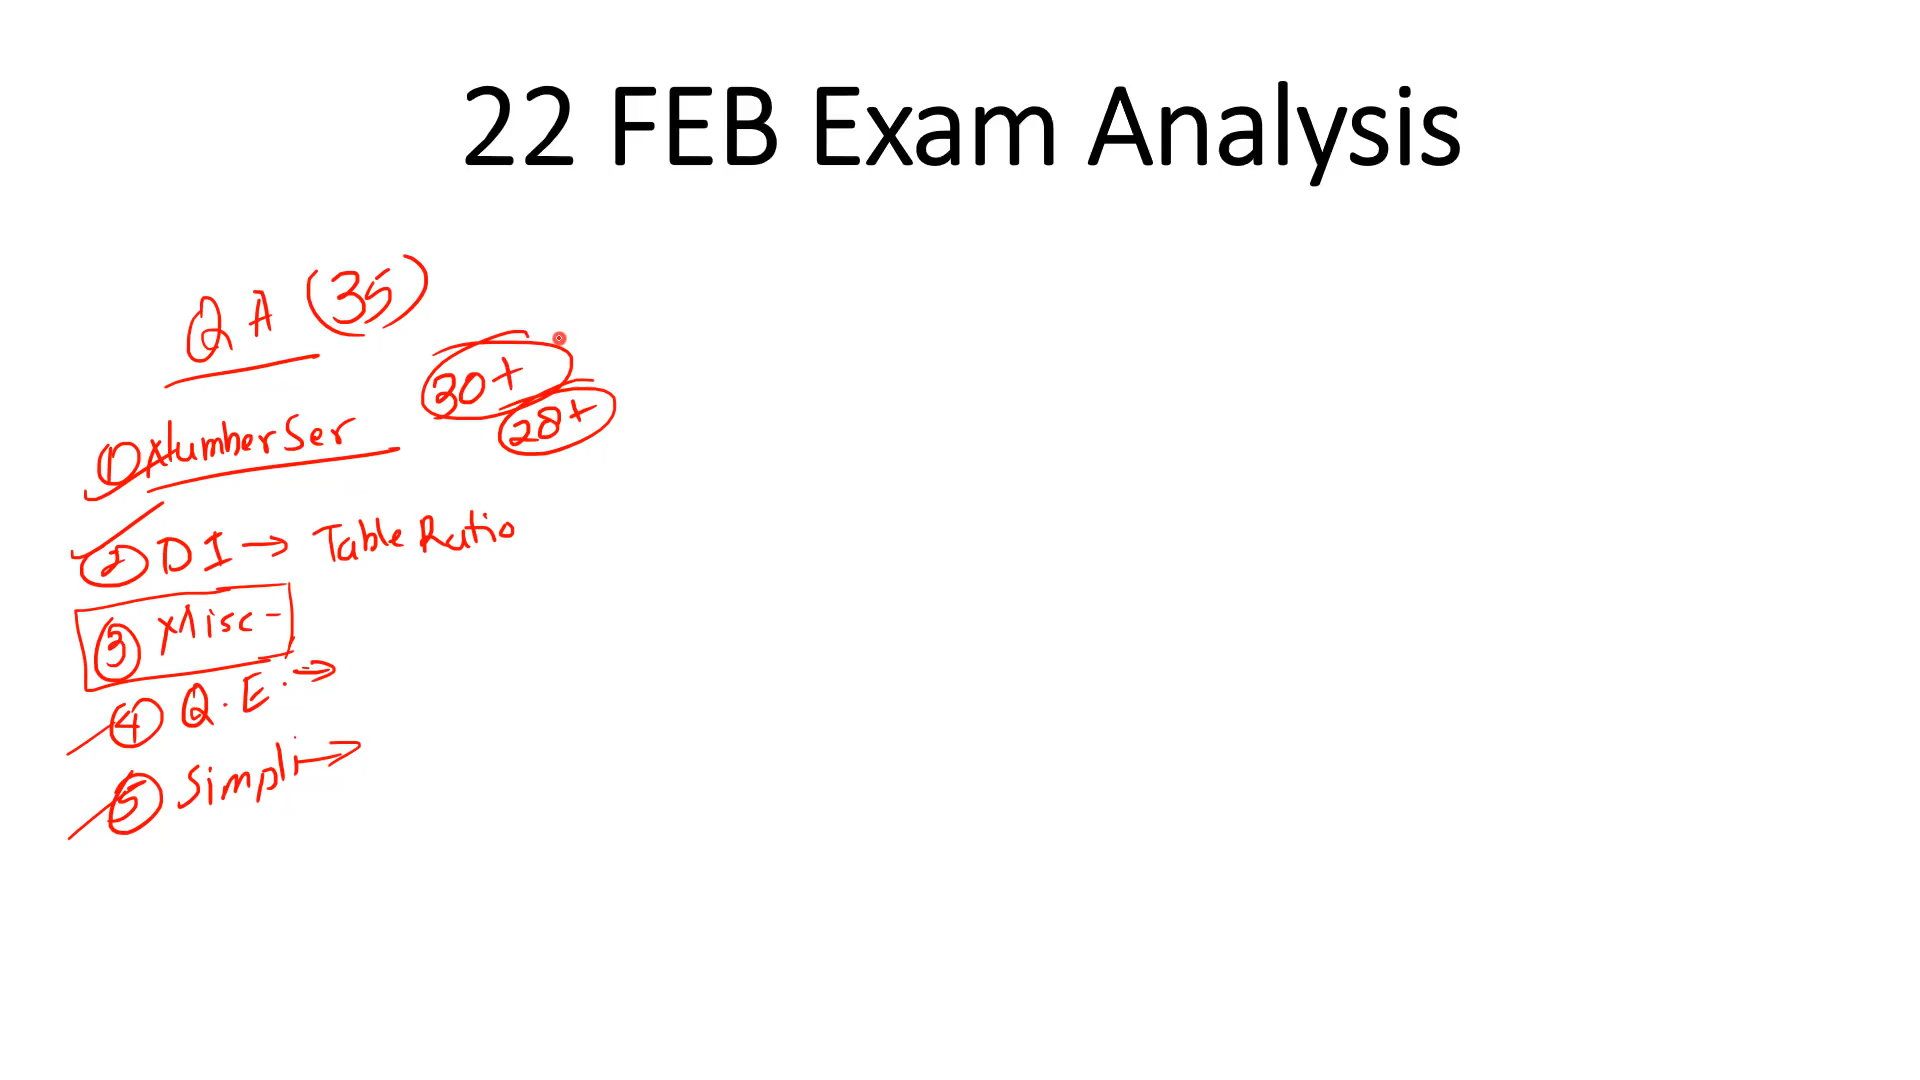 22 FEB Exam Analysis
QA (35)
30+
28+
① Number Ser
② DI → Table Ratio
③ Misc -
④ Q.E. →
⑤ Simpli →